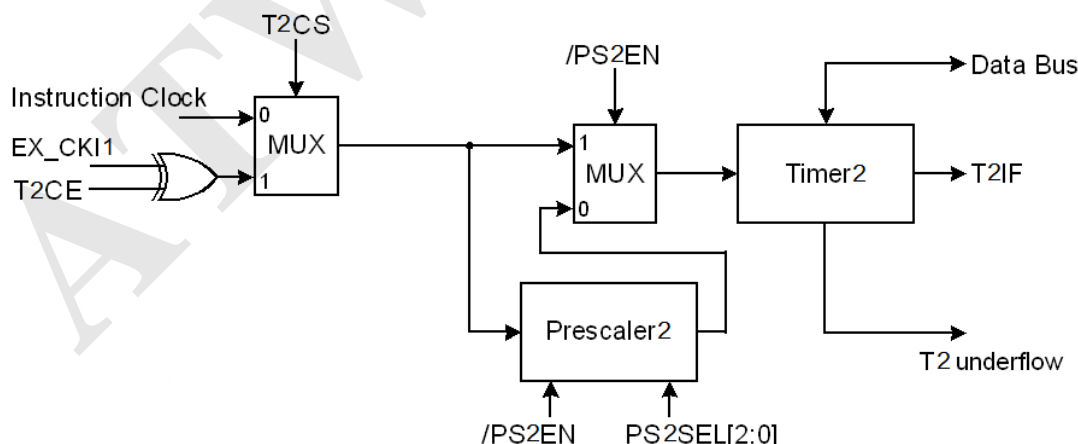 T2CS
/PS2EN
Instruction Clock
0
MUX
1
EX_CKI1
T2CE
1
MUX
0
Timer2
Data Bus
T2IF
T2 underflow
Prescaler2
/PS2EN
PS2SEL[2:0]